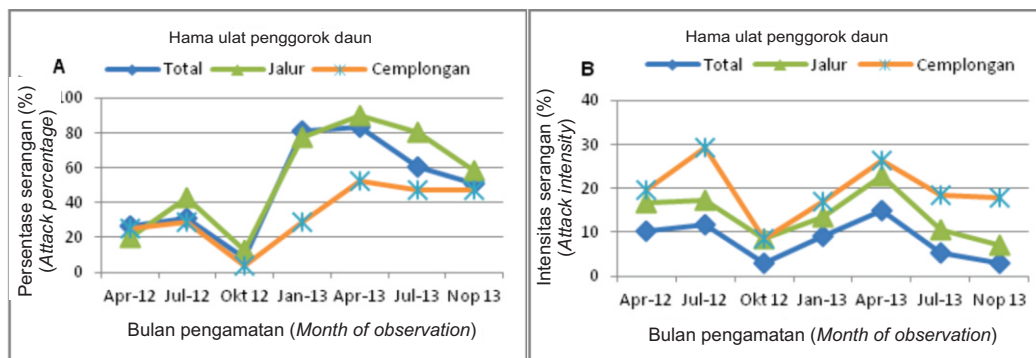 Hama ulat penggorok daun
A
Total Jalur Cemplongan
Persentase serangan (%)
(Attack percentage)
100
80
60
40
20
0
Apr-12 Jul-12 Okt 12 Jan-13 Apr-13 Jul-13 Nop 13
Bulan pengamatan (Month of observation)
Hama ulat penggorok daun
B
Total Jalur Cemplongan
Intensitas serangan (%)
(Attack intensity)
40
30
20
10
0
Apr-12 Jul-12 Okt 12 Jan-13 Apr-13 Jul-13 Nop 13
Bulan pengamatan (Month of observation)